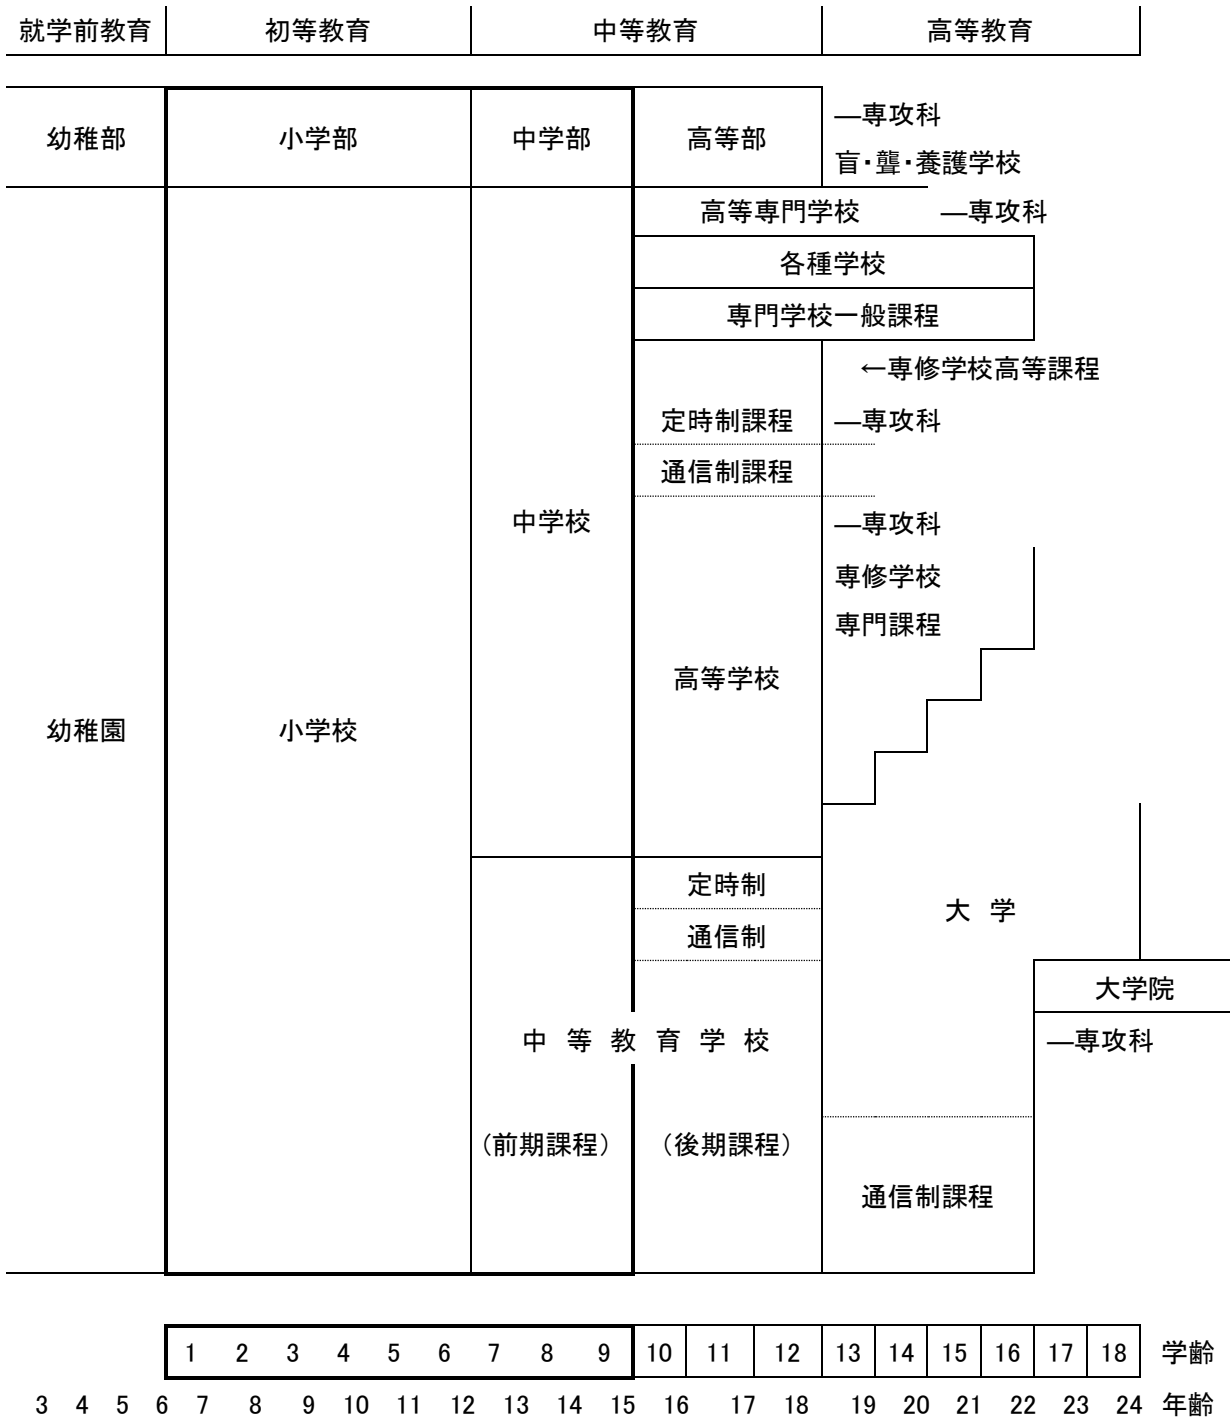 就学前教育 初等教育 中等教育 高等教育
幼稚部 小学部 中学部 高等部
―専攻科
盲・聾・養護学校
高等専門学校 ―専攻科
各種学校
専門学校一般課程
←専修学校高等課程
定時制課程 ―専攻科
通信制課程
中学校 ―専攻科
専修学校
専門課程
高等学校
幼稚園 小学校
定時制
大 学
通信制
大学院
中 等 教 育 学 校 ―専攻科
（前期課程） （後期課程）
通信制課程
1 2 3 4 5 6 7 8 9 10 11 12 13 14 15 16 17 18 学齢
3 4 5 6 7 8 9 10 11 12 13 14 15 16 17 18 19 20 21 22 23 24 年齢